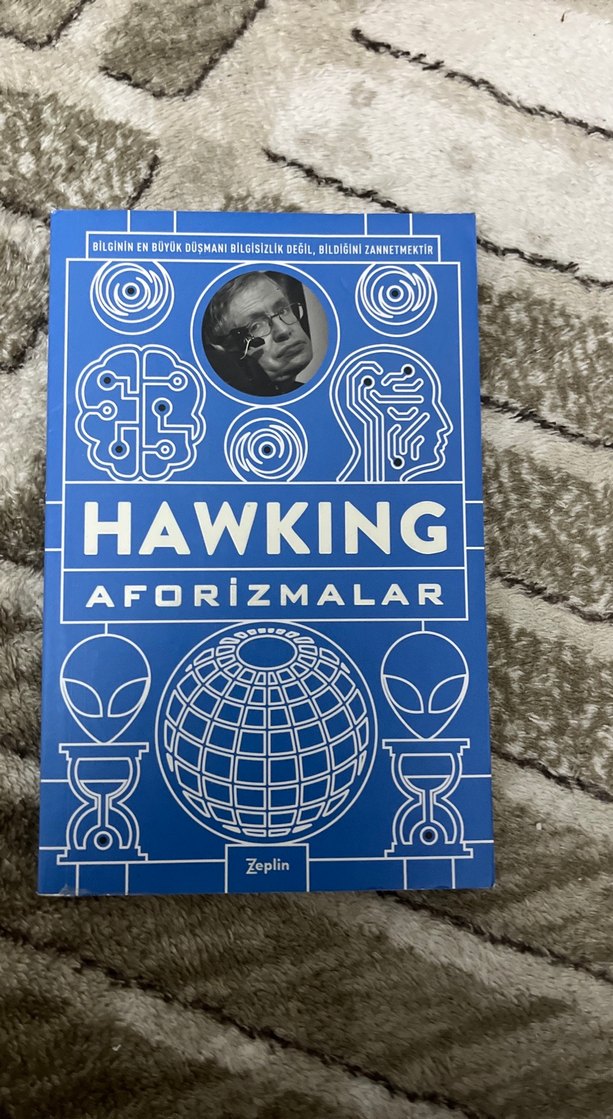 BİLGİNİN EN BÜYÜK DÜŞMANI BİLGİSİZLİK DEĞİL, BİLDİĞİNİ ZANNETMEKTİR
HAWKING
AFORİZMALAR
Zeplin